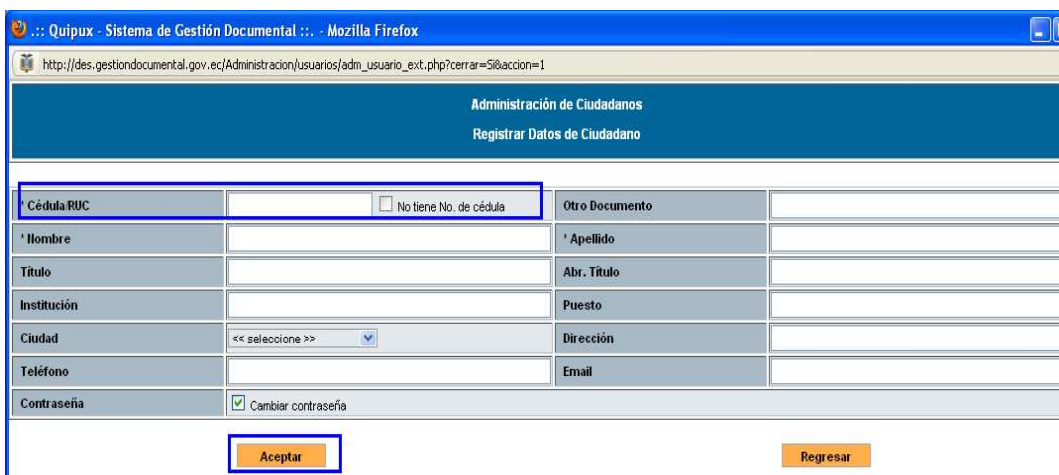 .:: Quipux - Sistema de Gestión Documental ::. - Mozilla Firefox
http://des.gestiondocumental.gov.ec/Administracion/usuarios/adm_usuario_ext.php?cerrar=Si&accion=1
Administración de Ciudadanos
Registrar Datos de Ciudadano
* Cédula/RUC No tiene No. de cédula Otro Documento
* Nombre * Apellido
Título Abr. Título
Institución Puesto
Ciudad << seleccione >> Dirección
Teléfono Email
Contraseña Cambiar contraseña
Aceptar Regresar